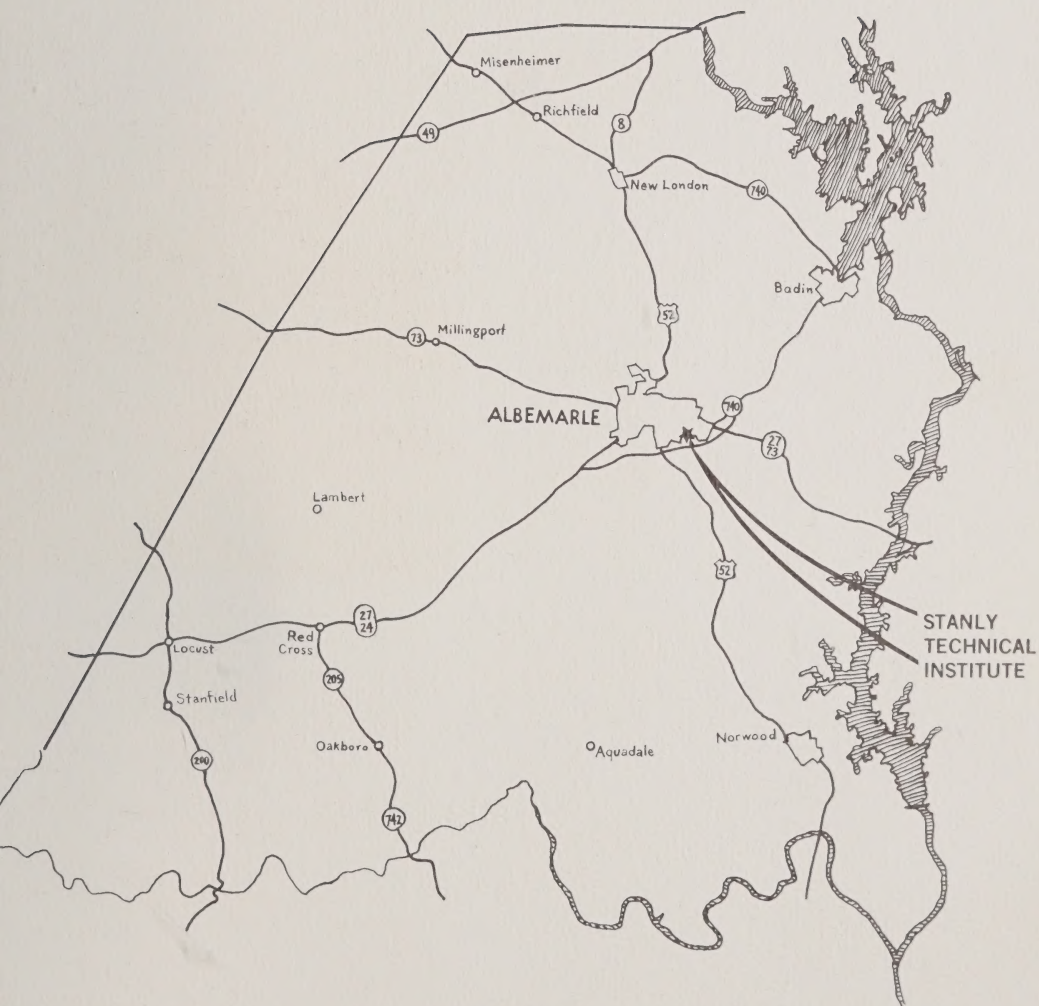 Misenheimer
49
Richfield
8
New London
740
Badin
52
73
Millingport
ALBEMARLE
740
27
73
Lambert
52
27
24
Red
Cross
Locust
STANLY
TECHNICAL
INSTITUTE
205
Stanfield
Oakboro
Aquadale
Norwood
200
742